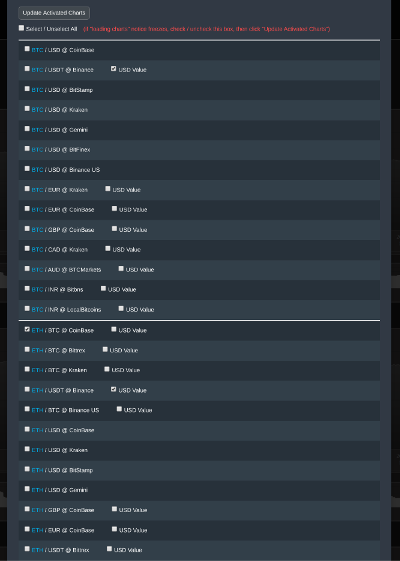 Update Activated Charts
Select / Unselect All (if "loading charts" notice freezes, check / uncheck this box, then click "Update Activated Charts")
BTC / USD @ CoinBase
BTC / USDT @ Binance USD Value
BTC / USD @ BitStamp
BTC / USD @ Kraken
BTC / USD @ Gemini
BTC / USD @ BitFinex
BTC / USD @ Binance US
BTC / EUR @ Kraken USD Value
BTC / EUR @ CoinBase USD Value
BTC / GBP @ CoinBase USD Value
BTC / CAD @ Kraken USD Value
BTC / AUD @ BTCMarkets USD Value
BTC / INR @ Bitbns USD Value
BTC / INR @ LocalBitcoins USD Value
ETH / BTC @ CoinBase USD Value
ETH / BTC @ Bittrex USD Value
ETH / BTC @ Kraken USD Value
ETH / USDT @ Binance USD Value
ETH / BTC @ Binance US USD Value
ETH / USD @ CoinBase
ETH / USD @ Kraken
ETH / USD @ BitStamp
ETH / USD @ Gemini
ETH / GBP @ CoinBase USD Value
ETH / EUR @ CoinBase USD Value
ETH / USDT @ Bittrex USD Value